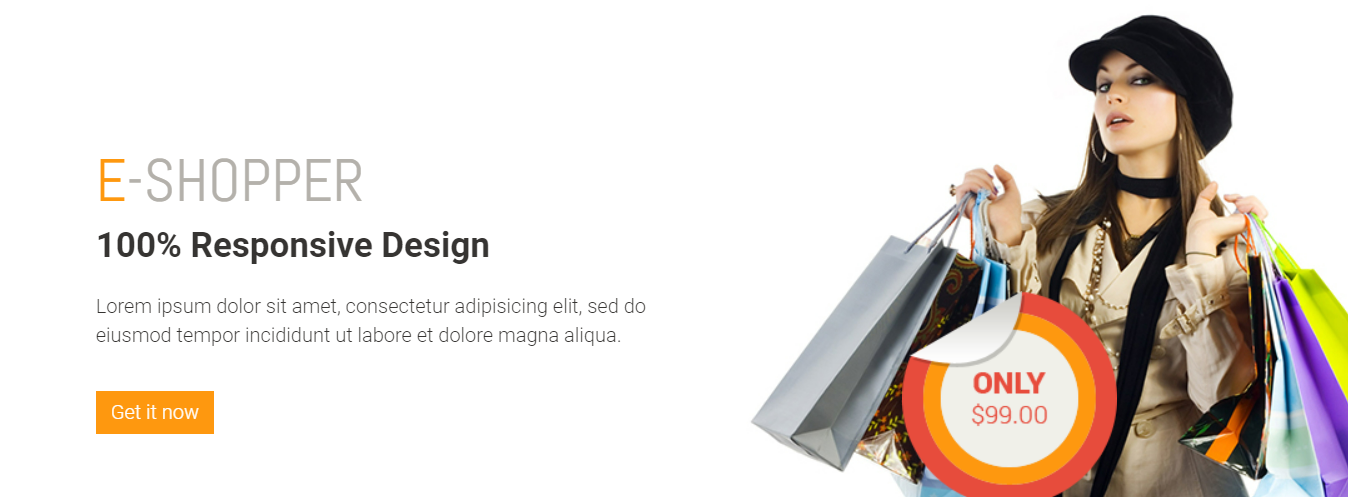 E-SHOPPER
100% Responsive Design
Lorem ipsum dolor sit amet, consectetur adipisicing elit, sed do
eiusmod tempor incididunt ut labore et dolore magna aliqua.
Get it now
ONLY
$99.00